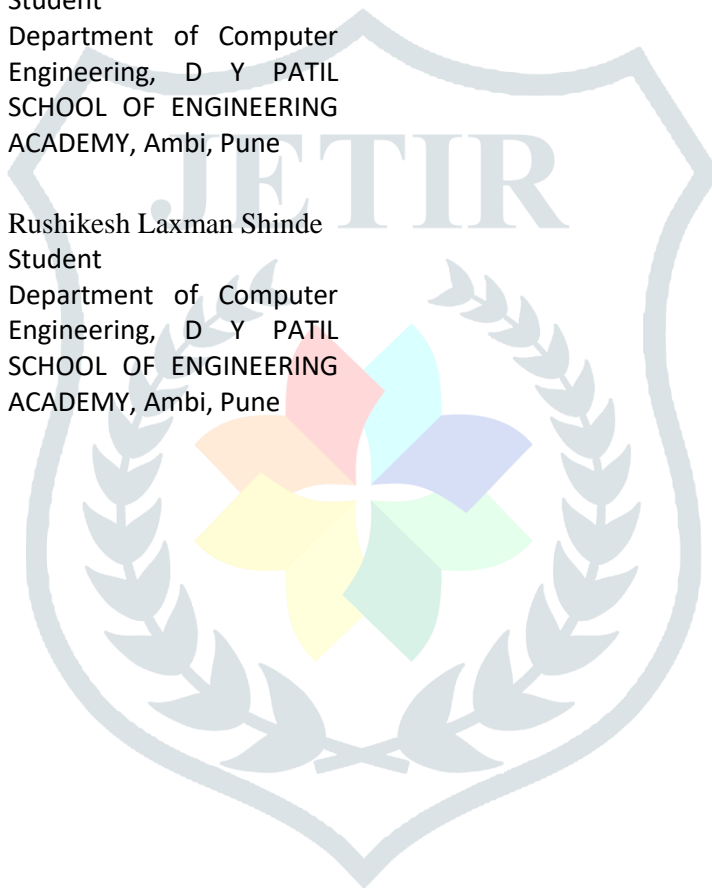 Student
Department of Computer
Engineering, D Y PATIL
SCHOOL OF ENGINEERING
ACADEMY, Ambi, Pune
JETIR
Rushikesh Laxman Shinde
Student
Department of Computer
Engineering, D Y PATIL
SCHOOL OF ENGINEERING
ACADEMY, Ambi, Pune